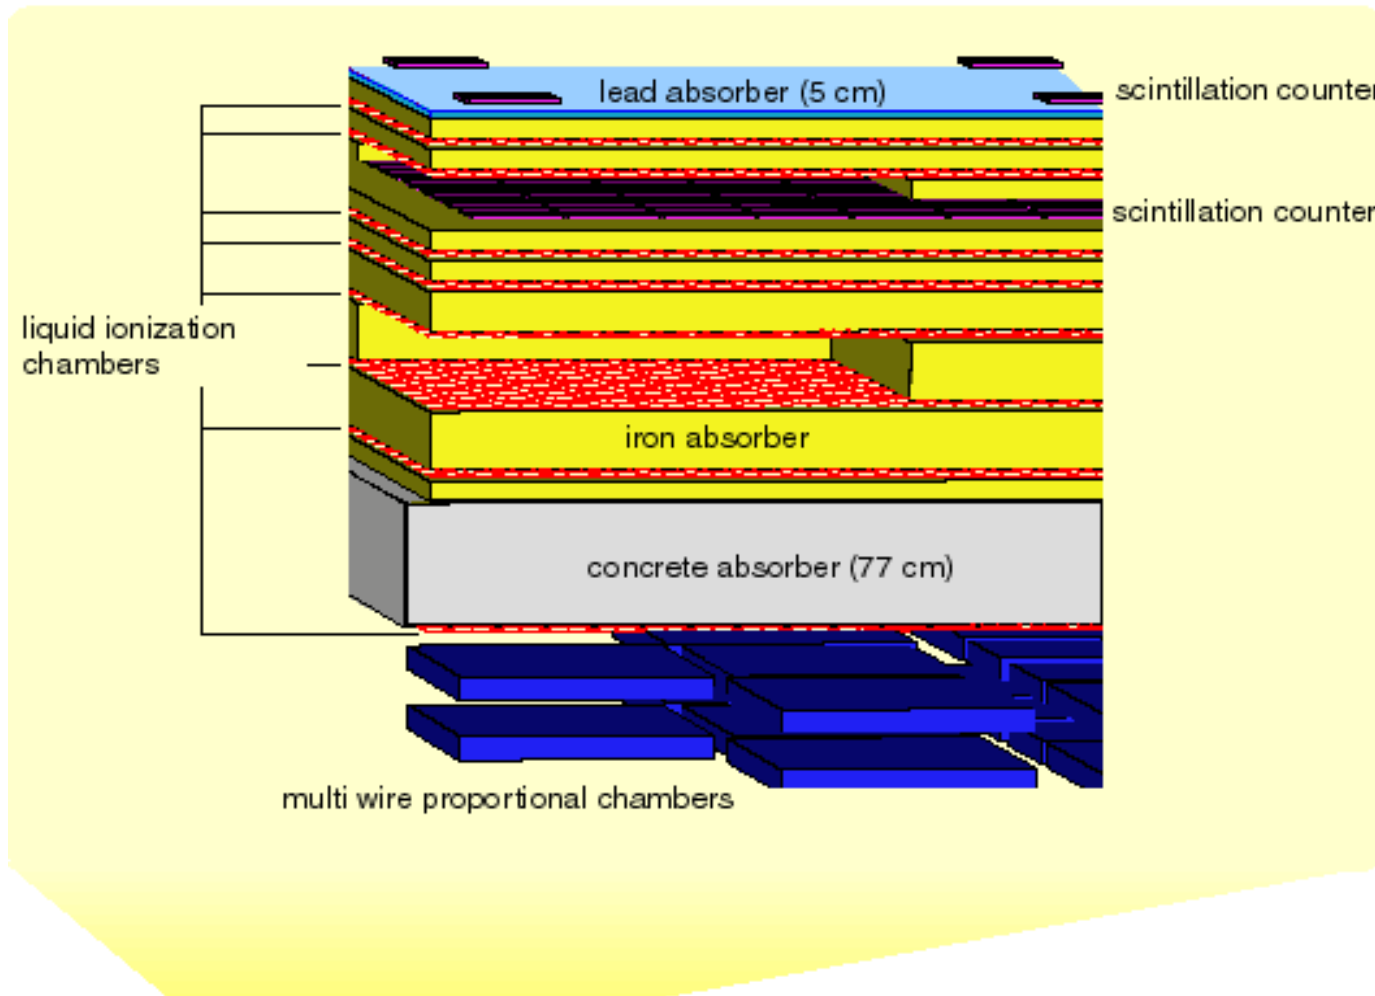 lead absorber (5 cm)
scintillation counter
scintillation counter
liquid ionization
chambers
iron absorber
concrete absorber (77 cm)
multi wire proportional chambers